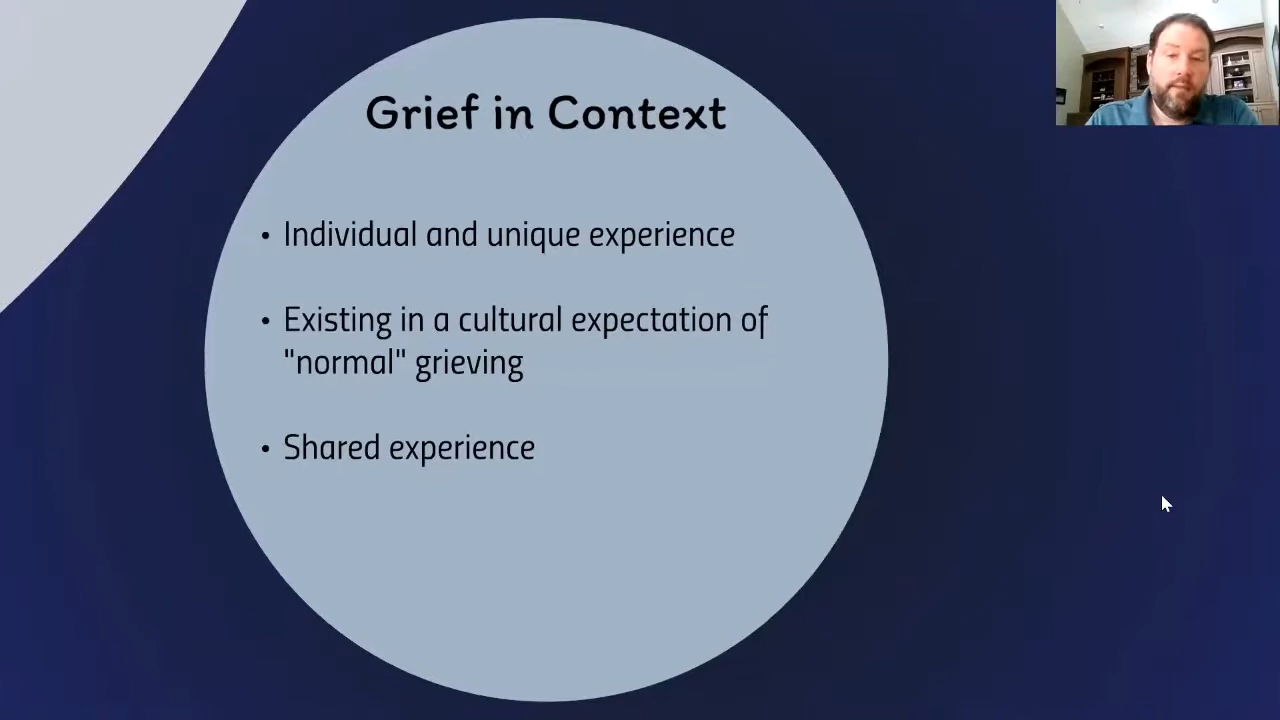 Grief in Context
• Individual and unique experience
• Existing in a cultural expectation of
"normal" grieving
• Shared experience